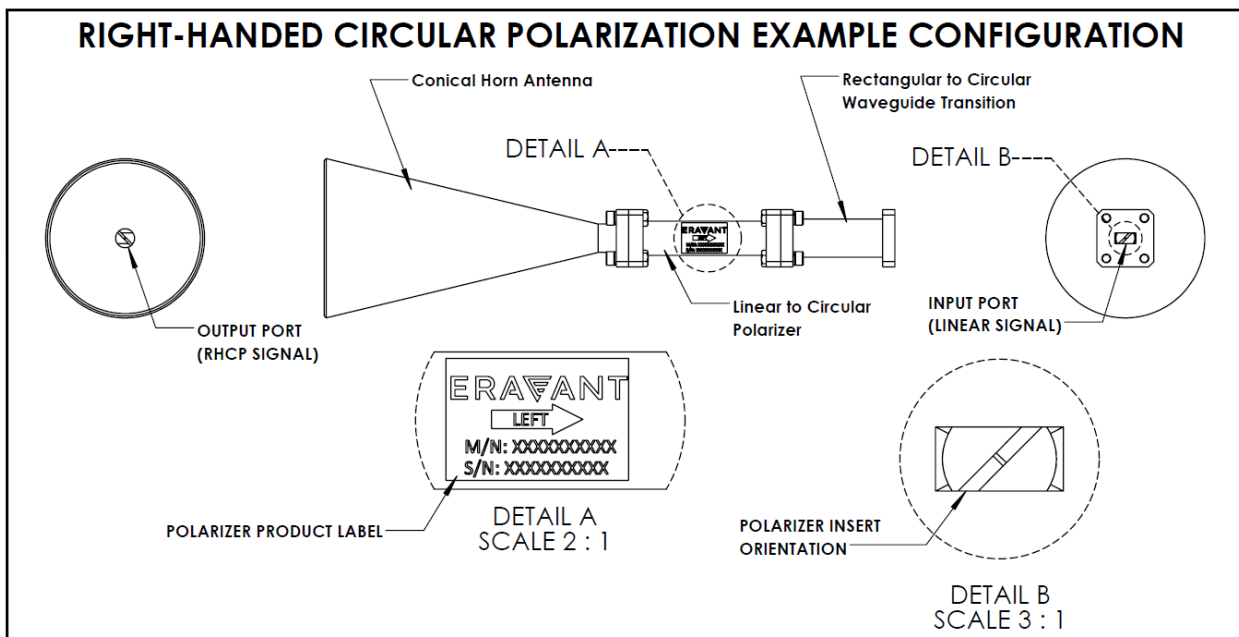 RIGHT-HANDED CIRCULAR POLARIZATION EXAMPLE CONFIGURATION
Conical Horn Antenna
Rectangular to Circular
Waveguide Transition
DETAIL A
DETAIL B
ERAVANT
OUTPUT PORT
(RHCP SIGNAL)
Linear to Circular
Polarizer
INPUT PORT
(LINEAR SIGNAL)
ERAVANT
LEFT
M/N: XXXXXXXXXXX
S/N: XXXXXXXXXX
POLARIZER PRODUCT LABEL
DETAIL A
SCALE 2 : 1
POLARIZER INSERT
ORIENTATION
DETAIL B
SCALE 3 : 1